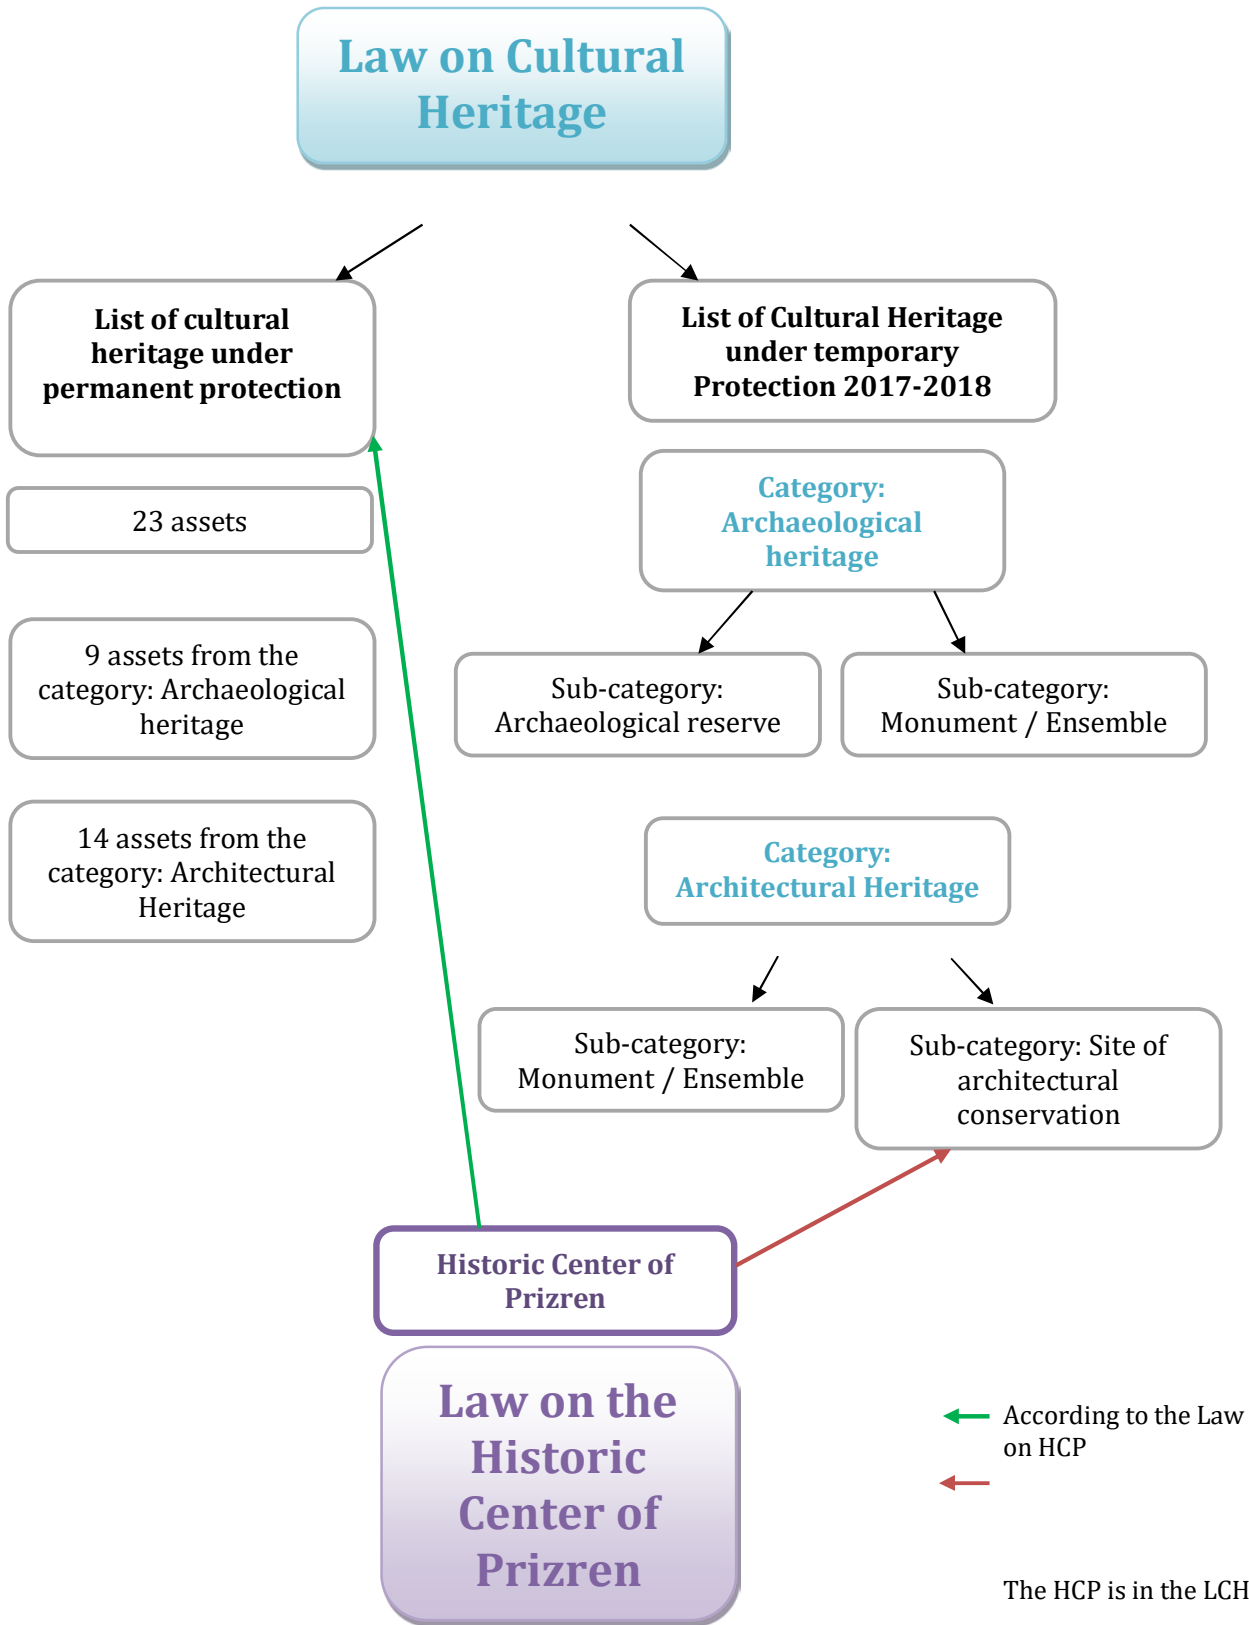 Law on Cultural
Heritage
List of cultural
heritage under
permanent protection
List of Cultural Heritage
under temporary
Protection 2017-2018
23 assets
9 assets from the
category: Archaeological
heritage
14 assets from the
category: Architectural
Heritage
Category:
Archaeological
heritage
Sub-category:
Archaeological reserve
Sub-category:
Monument / Ensemble
Category:
Architectural Heritage
Sub-category:
Monument / Ensemble
Sub-category: Site of
architectural
conservation
Historic Center of
Prizren
Law on the
Historic
Center of
Prizren
According to the Law
on HCP
The HCP is in the LCH